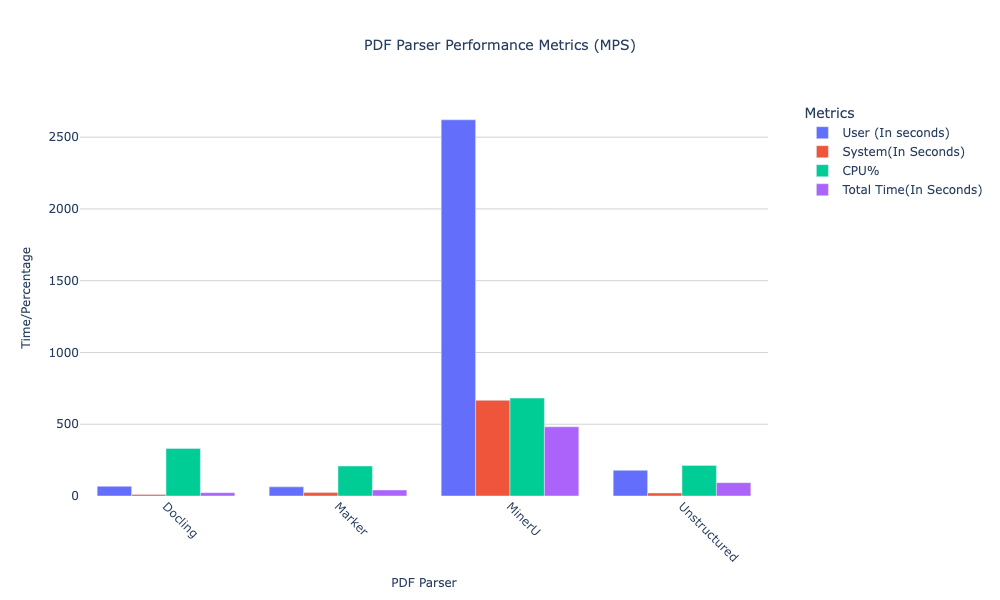 PDF Parser Performance Metrics (MPS)
Metrics
User (In seconds)
System(In Seconds)
CPU%
Total Time(In Seconds)
Time/Percentage
2500
2000
1500
1000
500
0
Docling
Marker
MinerU
Unstructured
PDF Parser